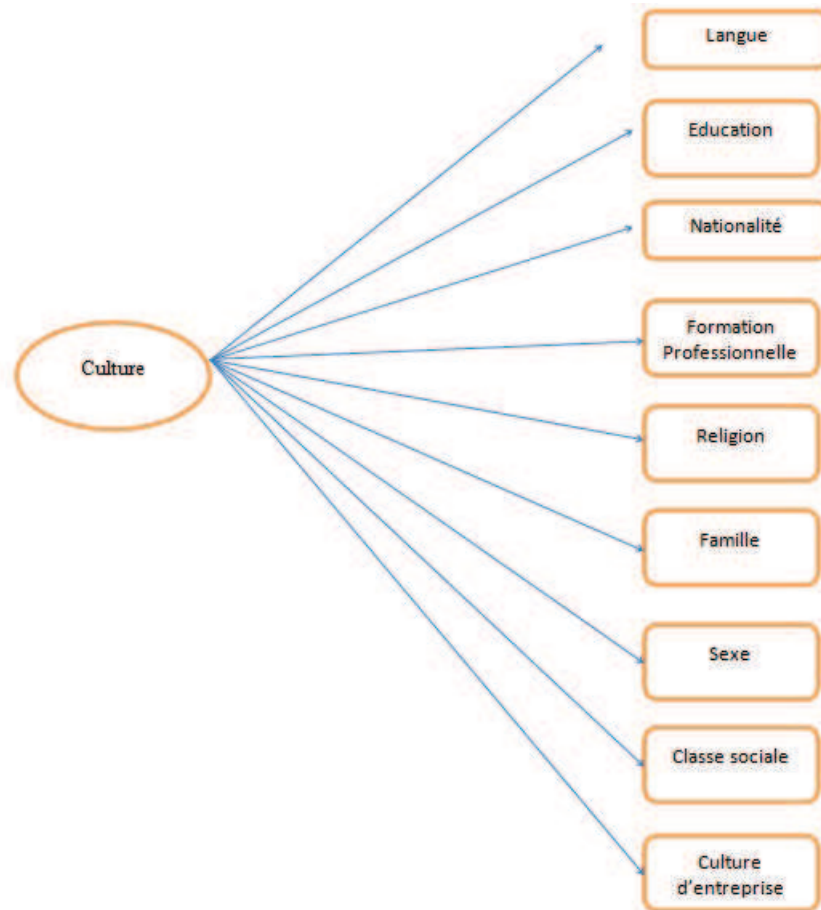 Langue
Education
Nationalité
Culture
Formation
Professionnelle
Religion
Famille
Sexe
Classe sociale
Culture
d’entreprise